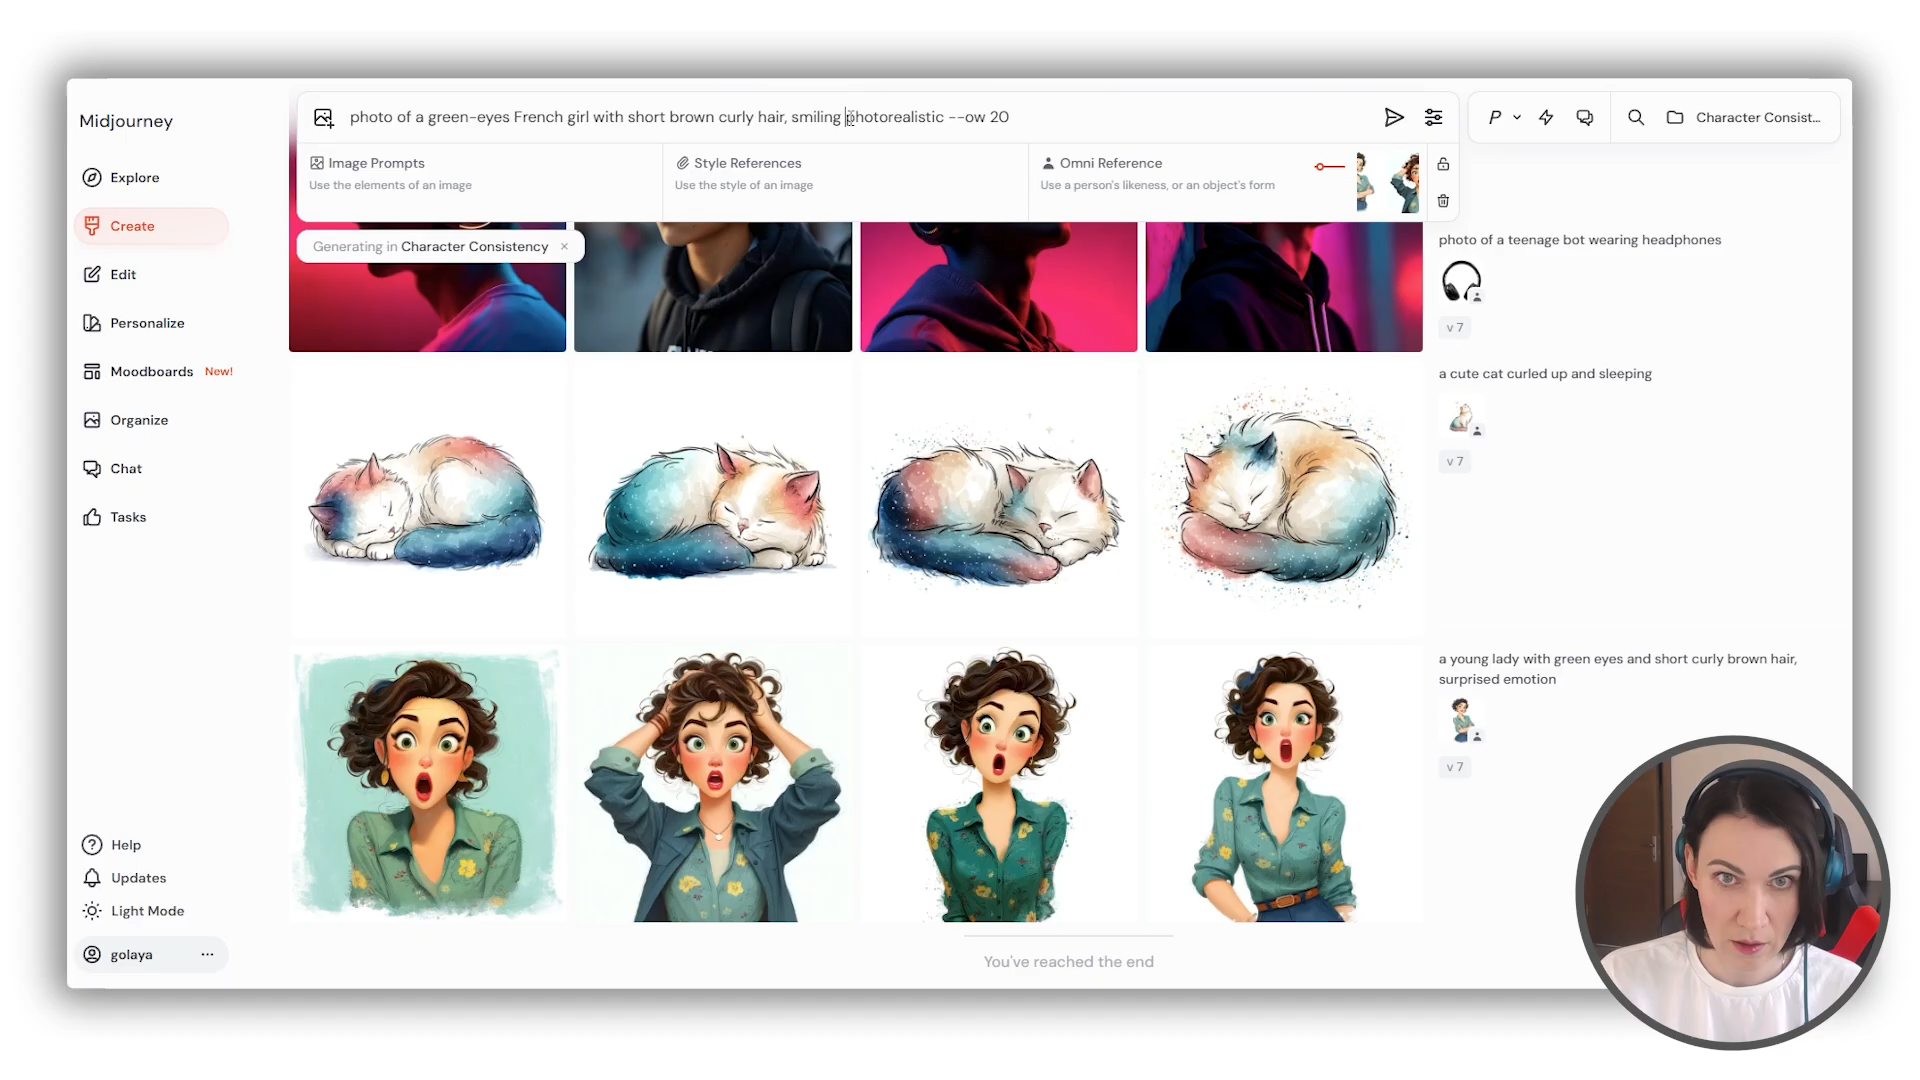 Midjourney
photo of a green-eyes French girl with short brown curly hair, smiling photorealistic --ow 20
P
Character Consist...
Image Prompts
Use the elements of an image
Style References
Use the style of an image
Omni Reference
Use a person's likeness, or an object's form
Generating in Character Consistency ×
Explore
Create
Edit
Personalize
Moodboards New!
Organize
Chat
Tasks
photo of a teenage bot wearing headphones
v 7
a cute cat curled up and sleeping
v 7
a young lady with green eyes and short curly brown hair,
surprised emotion
v 7
Help
Updates
Light Mode
golaya ...
You've reached the end